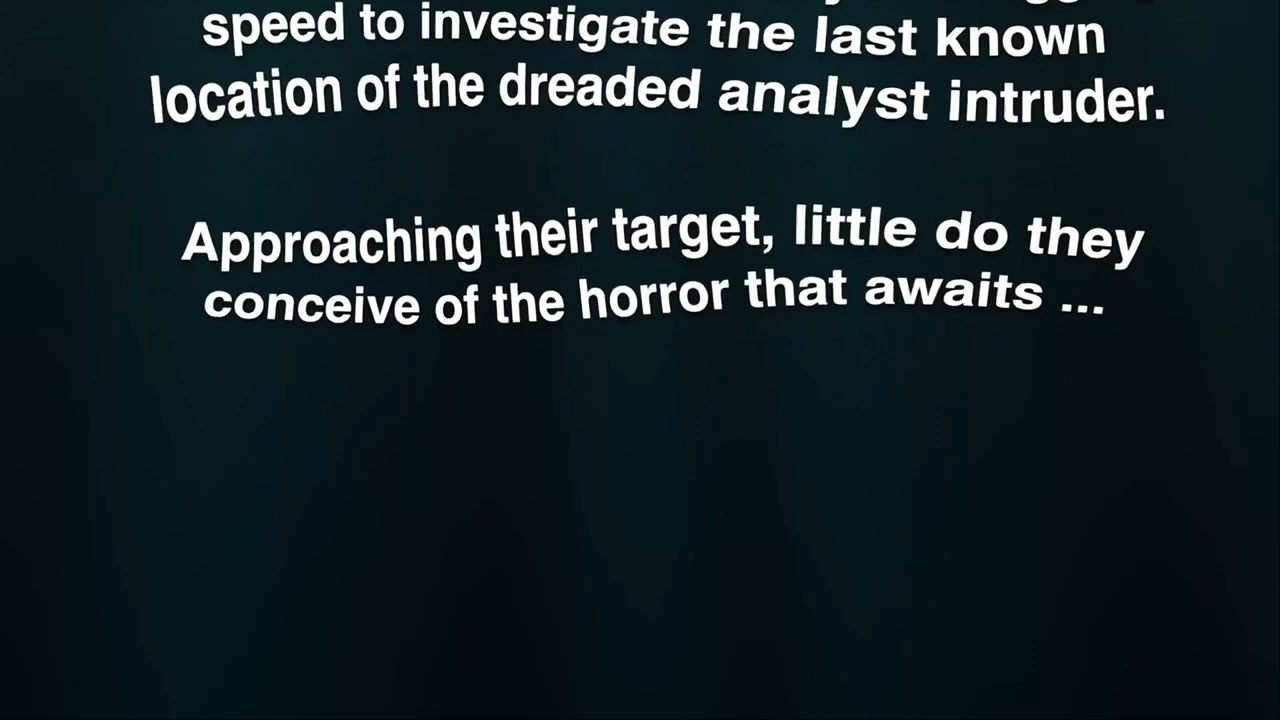 speed to investigate the last known
location of the dreaded analyst intruder.
Approaching their target, little do they
conceive of the horror that awaits ...